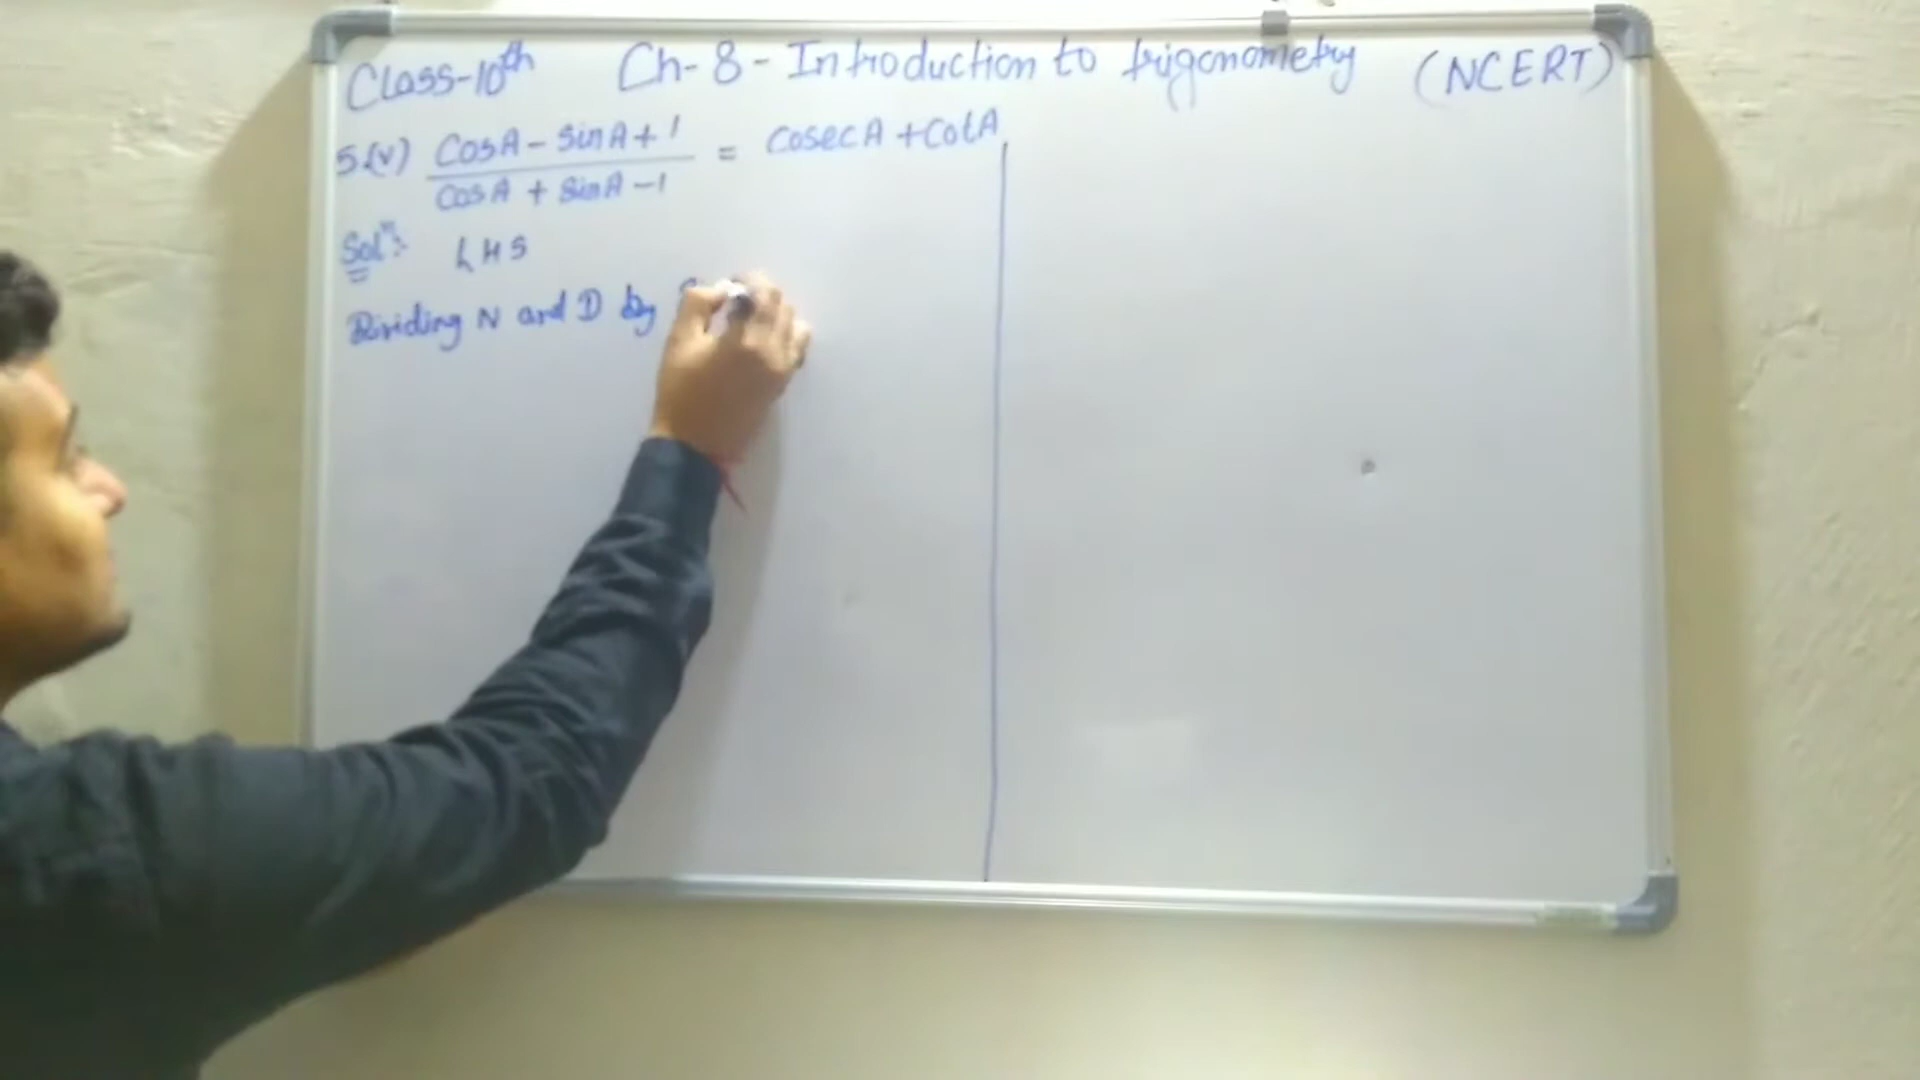 Class-10th Ch-8-Introduction to trigonometry (NCERT)
5.(v) CosA - SinA + 1 / CosA + SinA - 1 = CosecA + CotA
Solⁿ:- LHS
Dividing N and D by